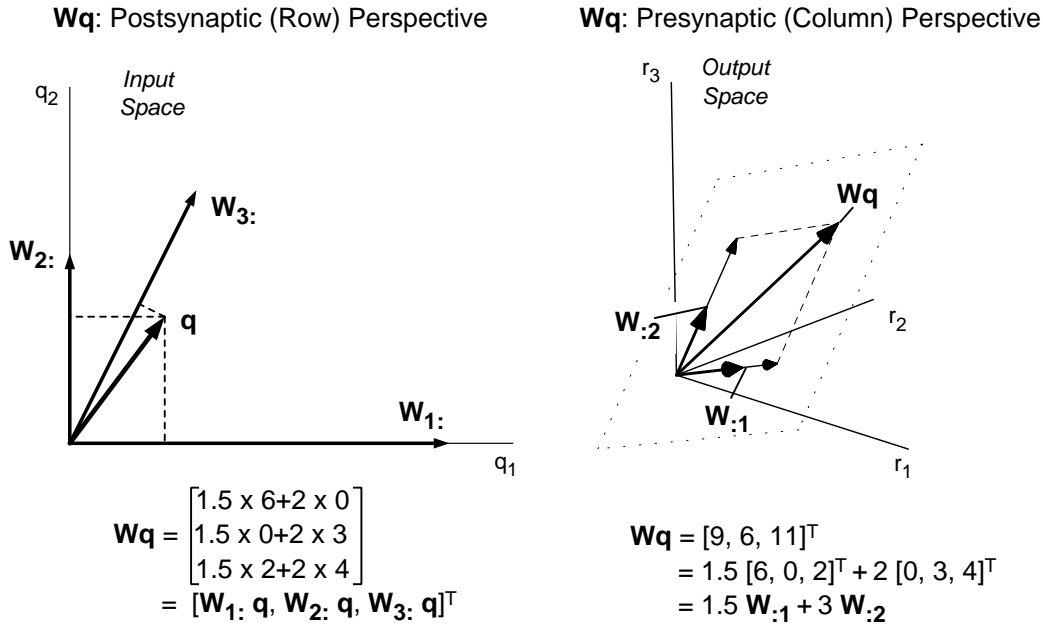 Wq: Postsynaptic (Row) Perspective
Input
Space
q2
W3:
W2:
q
W1:
q1
Wq = [1.5 x 6+2 x 0
1.5 x 0+2 x 3
1.5 x 2+2 x 4]
= [W1: q, W2: q, W3: q]T
Wq: Presynaptic (Column) Perspective
r3
Output
Space
Wq
W:2
r2
W:1
r1
Wq = [9, 6, 11]T
= 1.5 [6, 0, 2]T + 2 [0, 3, 4]T
= 1.5 W:1 + 3 W:2